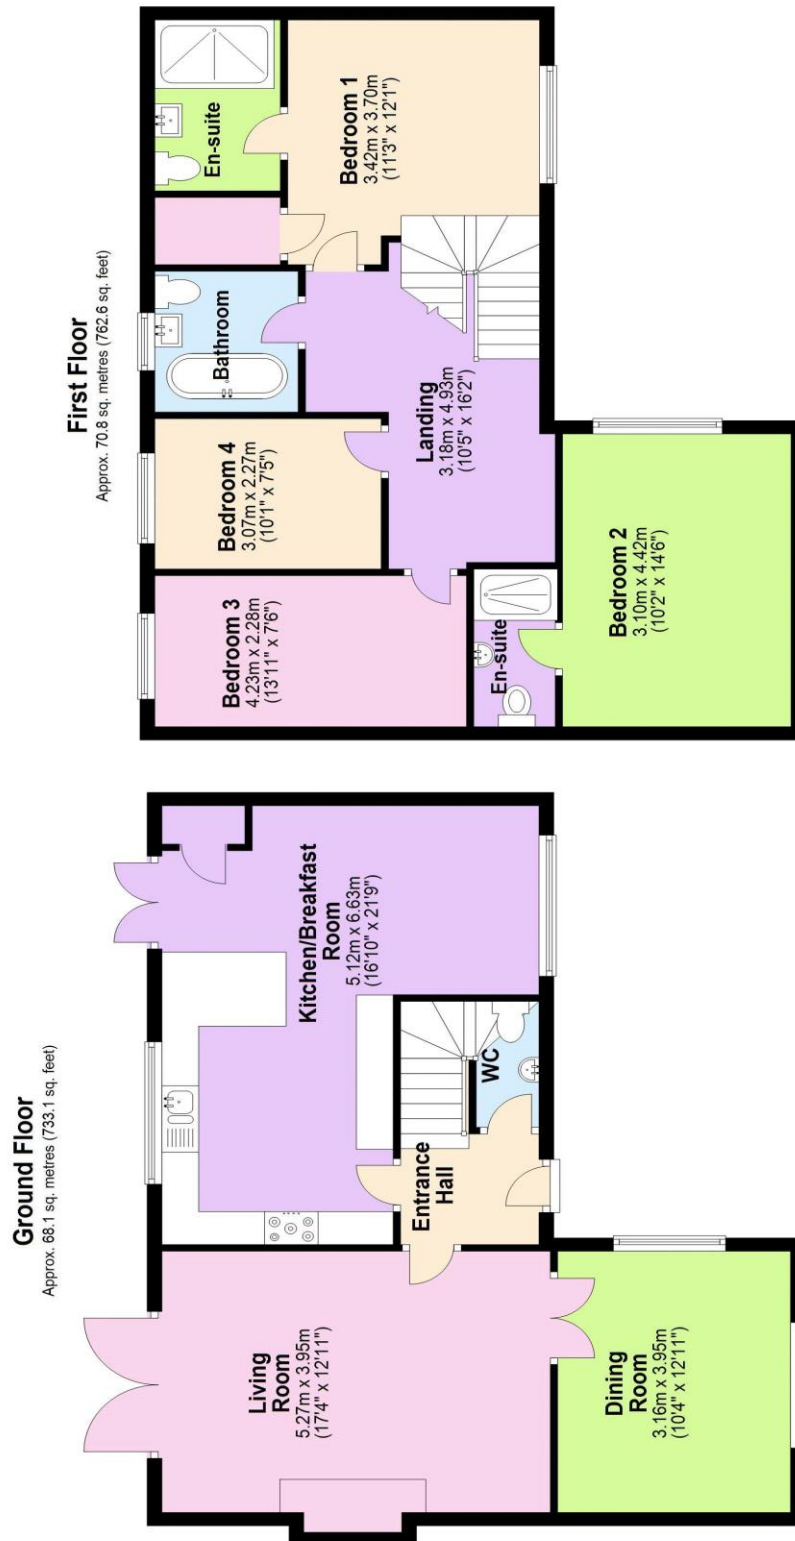 Ground Floor
Approx. 68.1 sq. metres (733.1 sq. feet)
Living
Room
5.27m x 3.95m
(17'4" x 12'11")
Kitchen/Breakfast
Room
5.12m x 6.63m
(16'10" x 21'9")
Entrance
Hall
WC
Dining
Room
3.16m x 3.95m
(10'4" x 12'11")
First Floor
Approx. 70.8 sq. metres (762.6 sq. feet)
Bedroom 3
4.23m x 2.28m
(13'11" x 7'6")
Bedroom 4
3.07m x 2.27m
(10'1" x 7'5")
Bathroom
En-suite
Bedroom 1
3.42m x 3.70m
(11'3" x 12'1")
Landing
3.18m x 4.93m
(10'5" x 16'2")
En-suite
Bedroom 2
3.10m x 4.42m
(10'2" x 14'6")